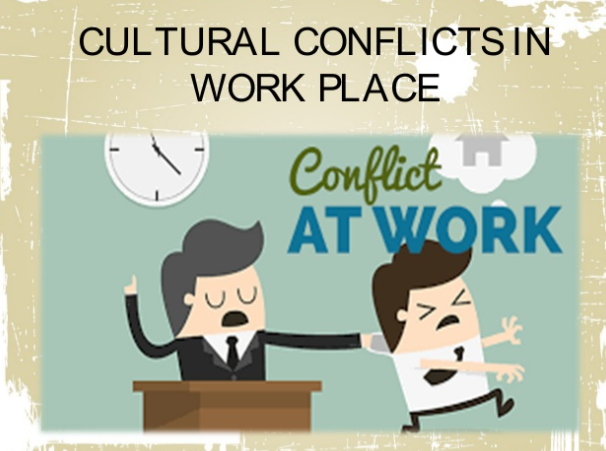 CULTURAL CONFLICTS IN
WORK PLACE
Conflict
AT WORK